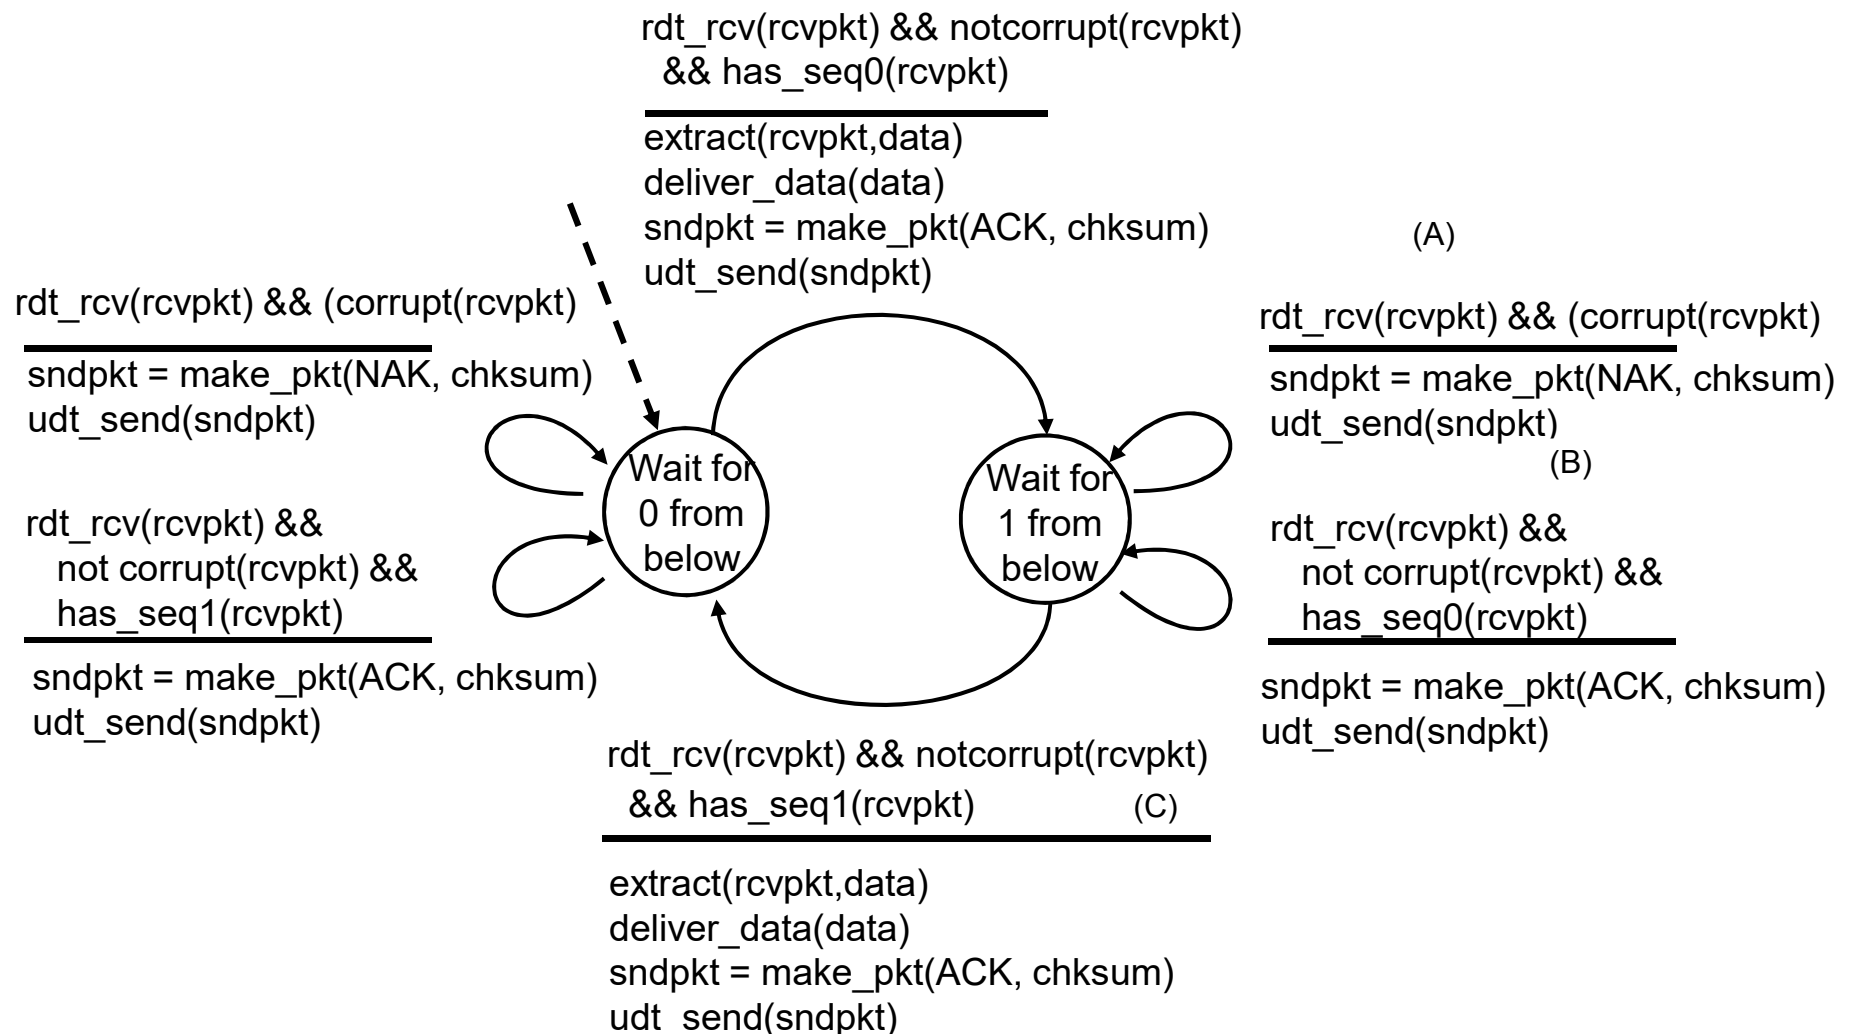 rdt_rcv(rcvpkt) && notcorrupt(rcvpkt)
&& has_seq0(rcvpkt)
extract(rcvpkt,data)
deliver_data(data)
sndpkt = make_pkt(ACK, chksum)
udt_send(sndpkt)
(A)
rdt_rcv(rcvpkt) && (corrupt(rcvpkt)
sndpkt = make_pkt(NAK, chksum)
udt_send(sndpkt)
rdt_rcv(rcvpkt) &&
not corrupt(rcvpkt) &&
has_seq1(rcvpkt)
sndpkt = make_pkt(ACK, chksum)
udt_send(sndpkt)
Wait for
0 from
below
Wait for
1 from
below
rdt_rcv(rcvpkt) && (corrupt(rcvpkt)
sndpkt = make_pkt(NAK, chksum)
udt_send(sndpkt)
(B)
rdt_rcv(rcvpkt) &&
not corrupt(rcvpkt) &&
has_seq0(rcvpkt)
sndpkt = make_pkt(ACK, chksum)
udt_send(sndpkt)
rdt_rcv(rcvpkt) && notcorrupt(rcvpkt)
&& has_seq1(rcvpkt) (C)
extract(rcvpkt,data)
deliver_data(data)
sndpkt = make_pkt(ACK, chksum)
udt_send(sndpkt)